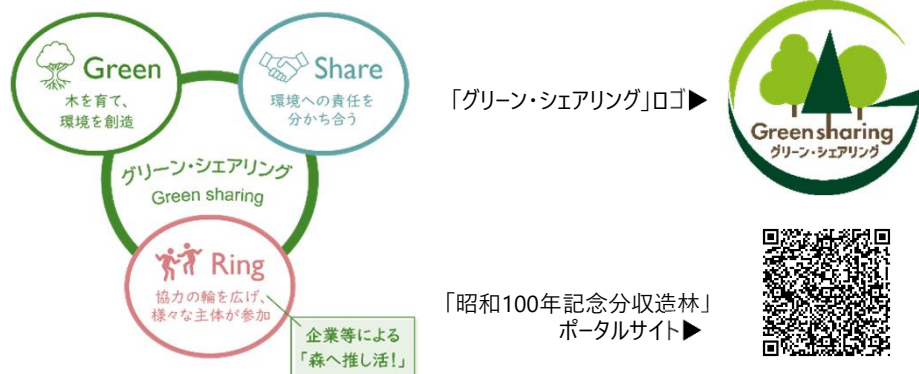 Green
木を育て、
環境を創造
Share
環境への責任を
分かち合う
グリーン・シェアリング
Green sharing
Ring
協力の輪を広げ、
様々な主体が参加
企業等による
「森へ推し活!」
「グリーン・シェアリング」ロゴ▶
Greensharing
グリーン・シェアリング
「昭和100年記念分収造林」
ポータルサイト▶